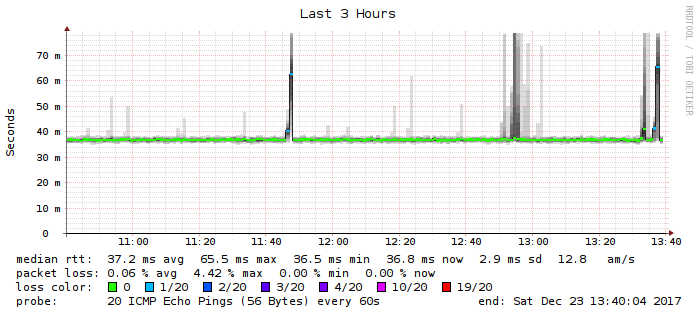 Last 3 Hours
RRDTOOL / TOBI OETIKER
Seconds
70 m
60 m
50 m
40 m
30 m
20 m
10 m
0
11:00 11:20 11:40 12:00 12:20 12:40 13:00 13:20 13:40
median rtt: 37.2 ms avg 65.5 ms max 36.5 ms min 36.8 ms now 2.9 ms sd 12.8 am/s
packet loss: 0.06 % avg 4.42 % max 0.00 % min 0.00 % now
loss color: 0 1/20 2/20 3/20 4/20 10/20 19/20
probe: 20 ICMP Echo Pings (56 Bytes) every 60s end: Sat Dec 23 13:40:04 2017